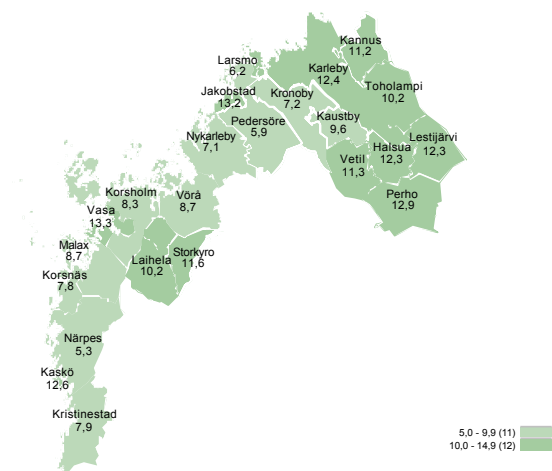 Kannus
11,2
Larsmo
6,2
Karleby
12,4
Toholampi
10,2
Jakobstad
13,2
Kronoby
7,2
Kaustby
9,6
Pedersöre
5,9
Lestijärvi
12,3
Nykarleby
7,1
Halsua
12,3
Vetil
11,3
Perho
12,9
Korsholm
8,3
Vörå
8,7
Vasa
13,3
Malax
8,7
Storkyro
11,6
Laihela
10,2
Korsnäs
7,8
Närpes
5,3
Kaskö
12,6
Kristinestad
7,9
5,0 - 9,9 (11)
10,0 - 14,9 (12)